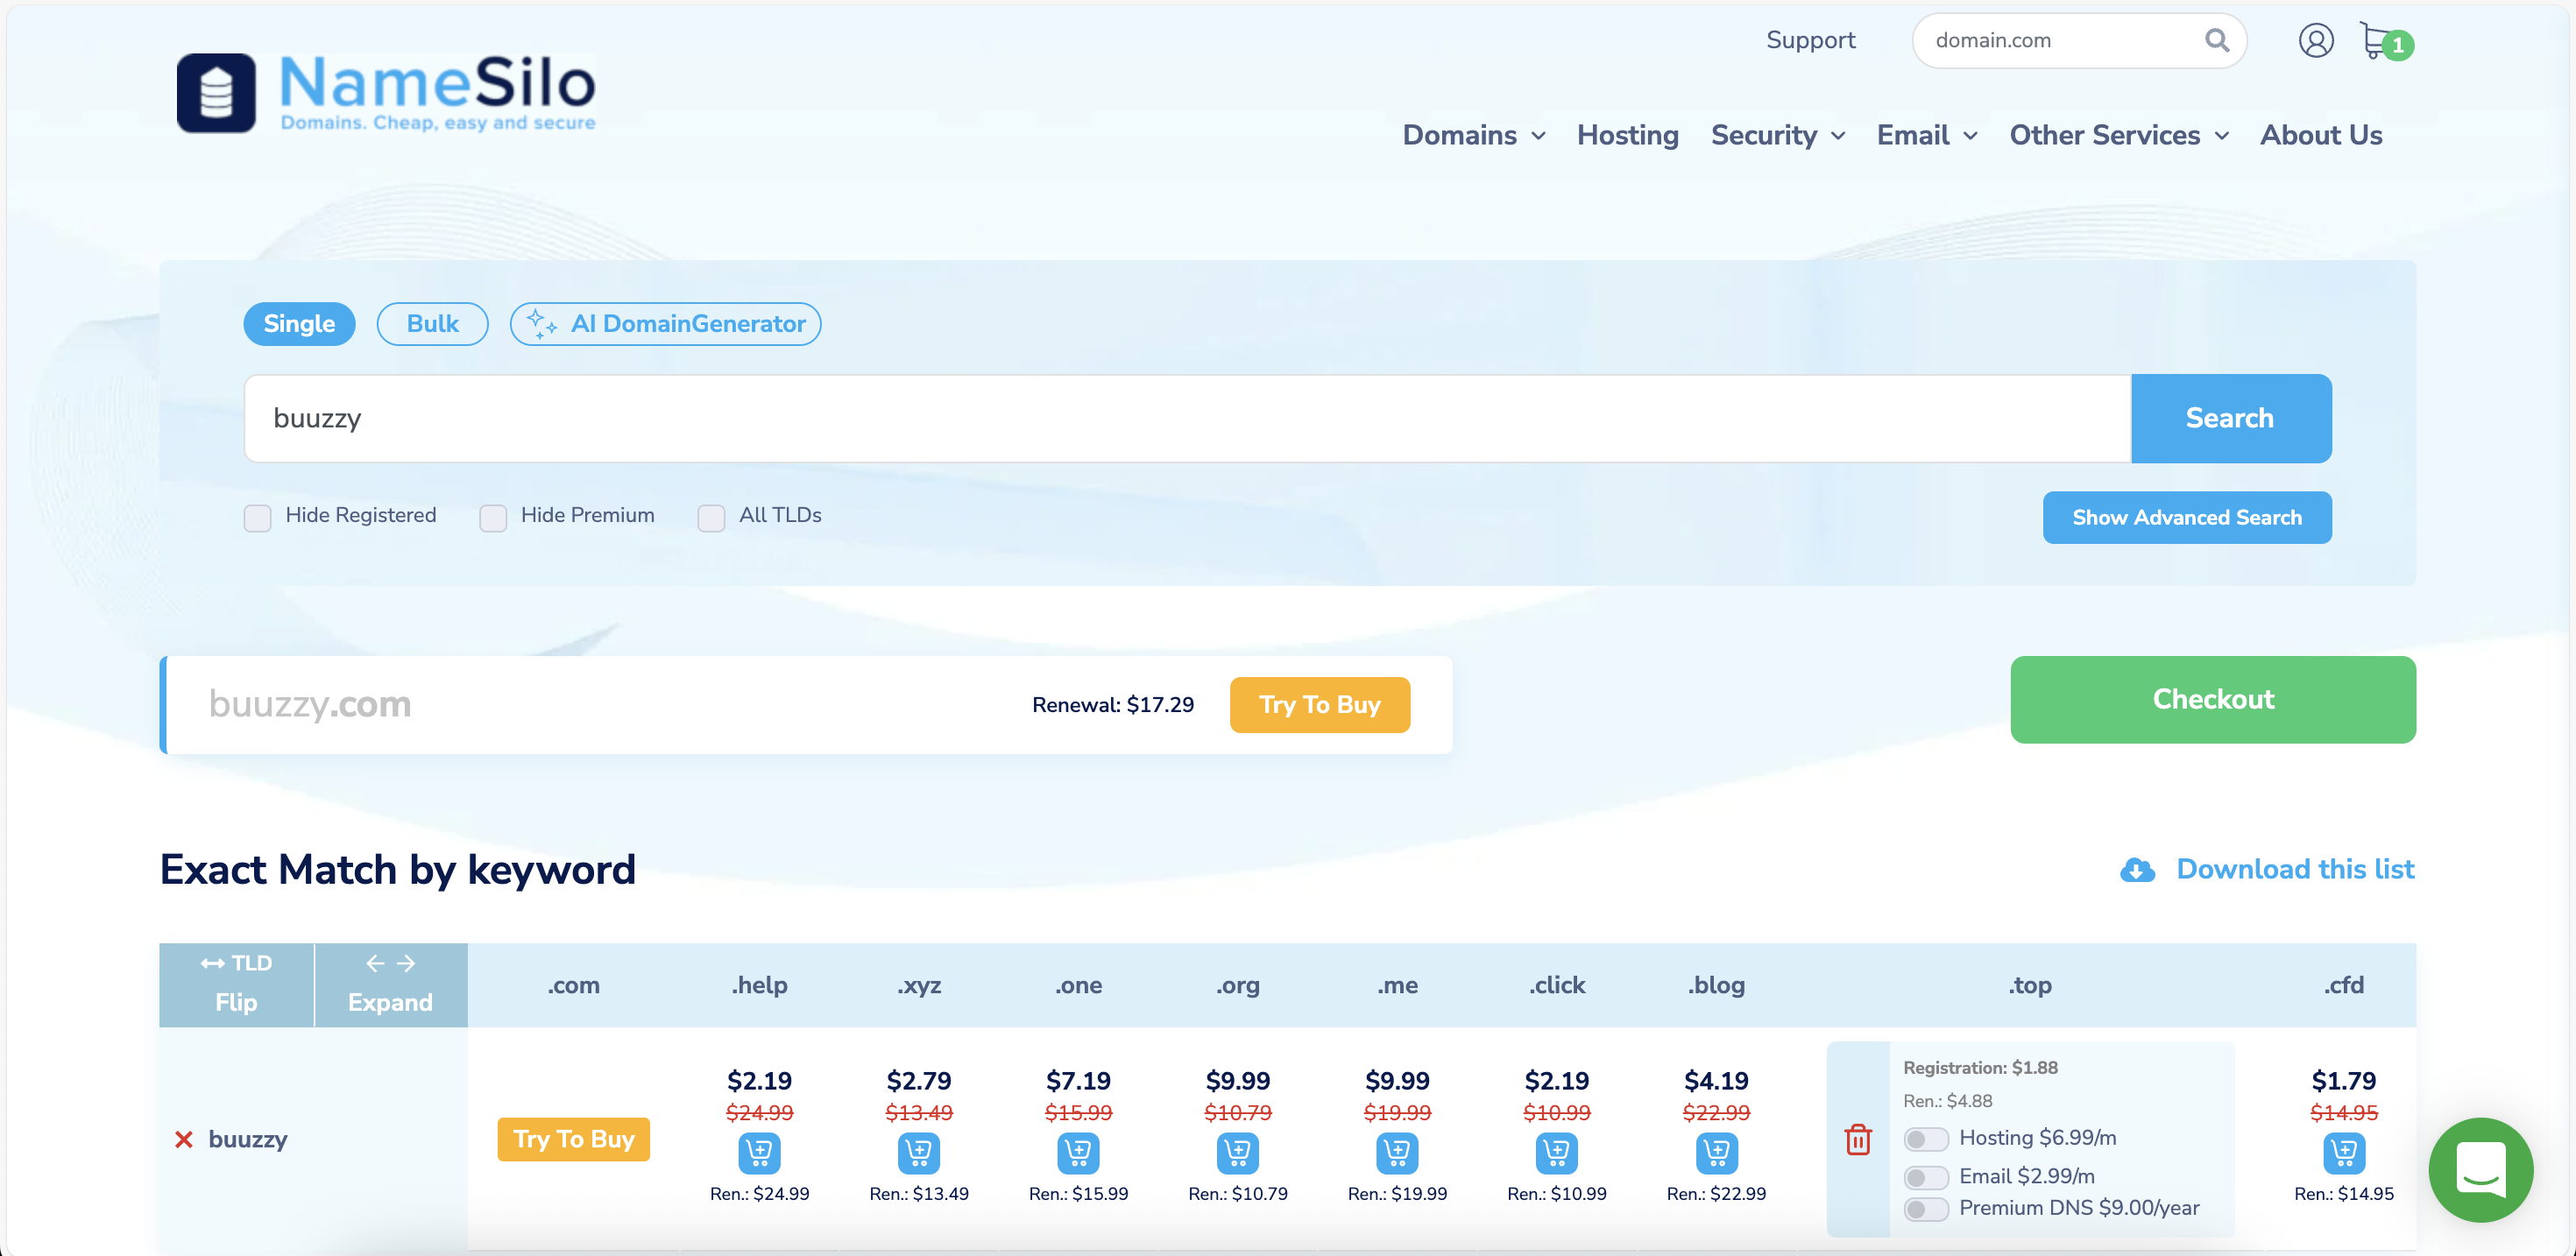 Support
domain.com
1
NameSilo
Domains. Cheap, easy and secure
Domains Hosting Security Email Other Services About Us
Single Bulk AI DomainGenerator
buuzzy
Search
Hide Registered Hide Premium All TLDs
Show Advanced Search
buuzzy.com
Renewal: $17.29
Try To Buy
Checkout
Exact Match by keyword
Download this list
TLD Flip
Expand
.com .help .xyz .one .org .me .click .blog .top .cfd
buuzzy
Try To Buy
$2.19 $2.79 $7.19 $9.99 $9.99 $2.19 $4.19
$24.99 $13.49 $15.99 $10.79 $19.99 $10.99 $22.99
Ren.: $24.99 Ren.: $13.49 Ren.: $15.99 Ren.: $10.79 Ren.: $19.99 Ren.: $10.99 Ren.: $22.99
Registration: $1.88
Ren.: $4.88
Hosting $6.99/m
Email $2.99/m
Premium DNS $9.00/year
$1.79
$14.95
Ren.: $14.95